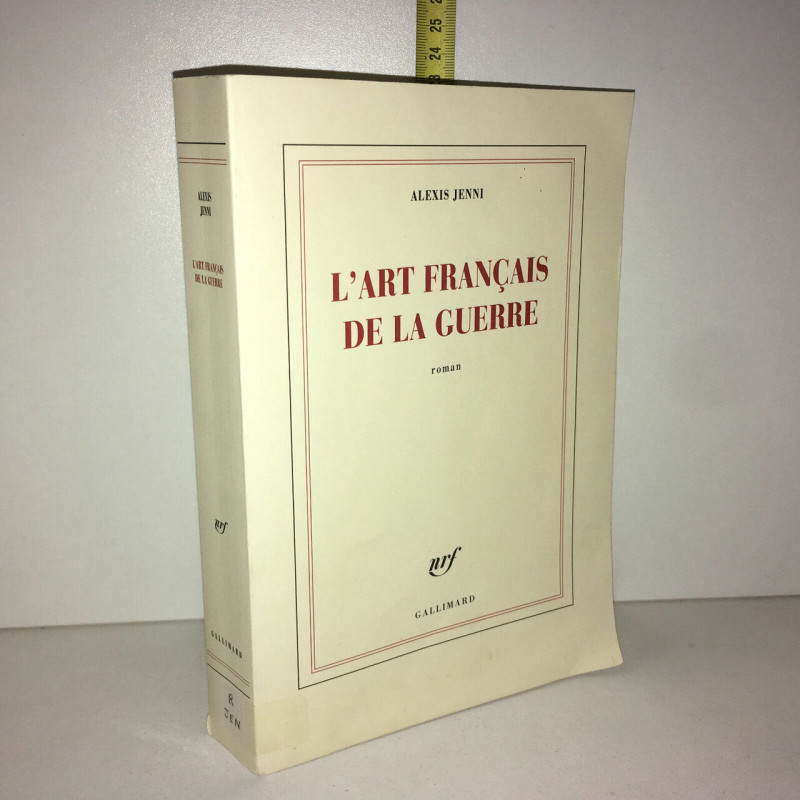 25
24
23
ALEXIS JENNI
L'ART FRANÇAIS
DE LA GUERRE
roman
nrf
GALLIMARD
ALEXIS
JENNI
L'ART FRANÇAIS
DE LA GUERRE
nrf
GALLIMARD
R
JEN